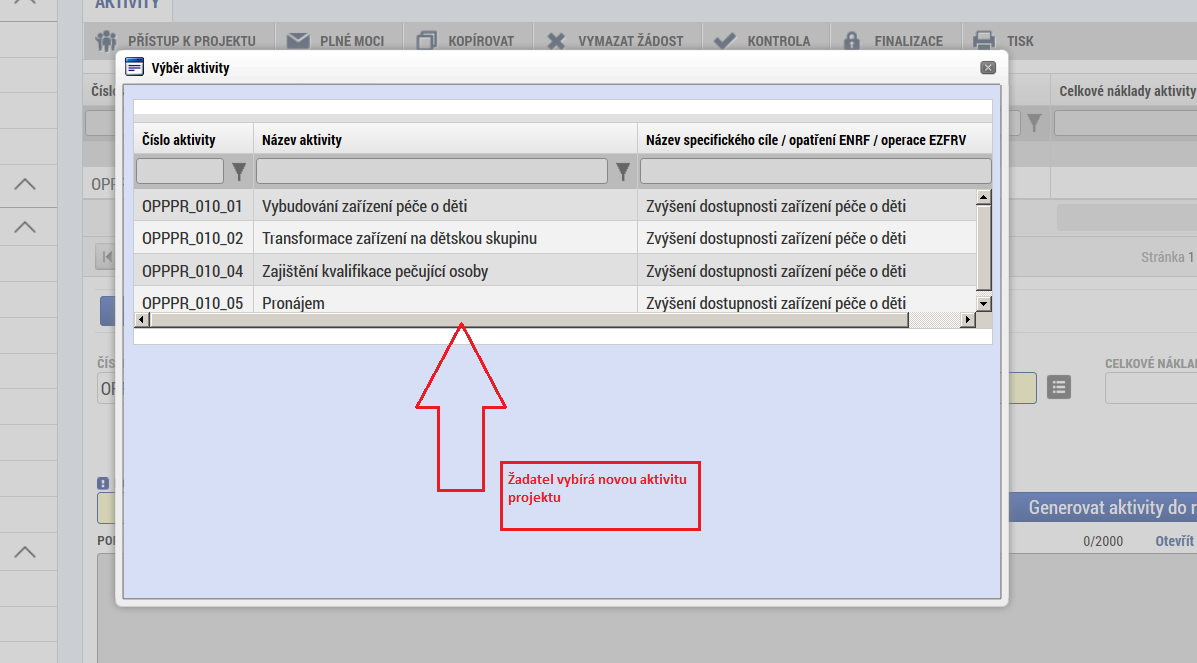 AKTIVITY
PŘÍSTUP K PROJEKTU PLNÉ MOCI KOPÍROVAT VYMAZAT ŽÁDOST KONTROLA FINALIZACE TISK
Výběr aktivity
Celkové náklady aktivity
Číslo aktivity Název aktivity Název specifického cíle / opatření ENRF / operace EZFRV
OPPPR_010_01 Vybudování zařízení péče o děti Zvýšení dostupnosti zařízení péče o děti
OPPPR_010_02 Transformace zařízení na dětskou skupinu Zvýšení dostupnosti zařízení péče o děti
OPPPR_010_04 Zajištění kvalifikace pečující osoby Zvýšení dostupnosti zařízení péče o děti
OPPPR_010_05 Pronájem Zvýšení dostupnosti zařízení péče o děti
Stránka 1
CELKOVÉ NÁKLA
Žadatel vybírá novou aktivitu
projektu
Generovat aktivity do
0/2000 Otevřít